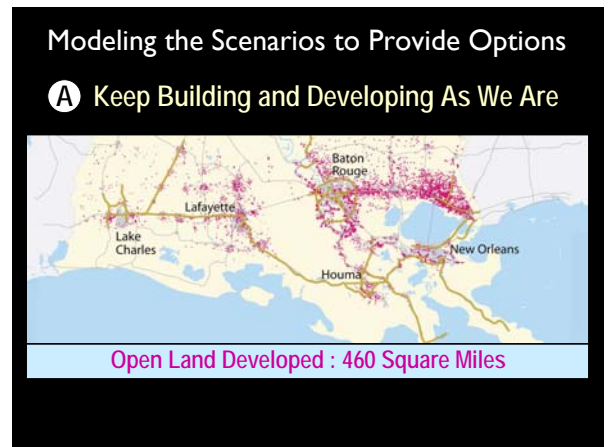 Modeling the Scenarios to Provide Options
A Keep Building and Developing As We Are
Baton
Rouge
Lafayette
Lake
Charles
New Orleans
Houma
Open Land Developed : 460 Square Miles